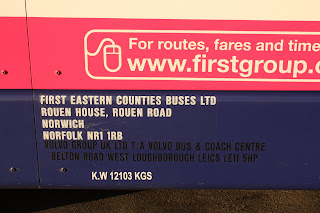 For routes, fares and time
www.firstgroup.c
FIRST EASTERN COUNTIES BUSES LTD
ROUEN HOUSE, ROUEN ROAD
NORWICH
NORFOLK NR1 1RB
VOLVO GROUP UK LTD T.A VOLVO BUS & COACH CENTRE
BELTON ROAD WEST LOUGHBOROUGH LEICS LE11 5HP
K.W 12103 KGS